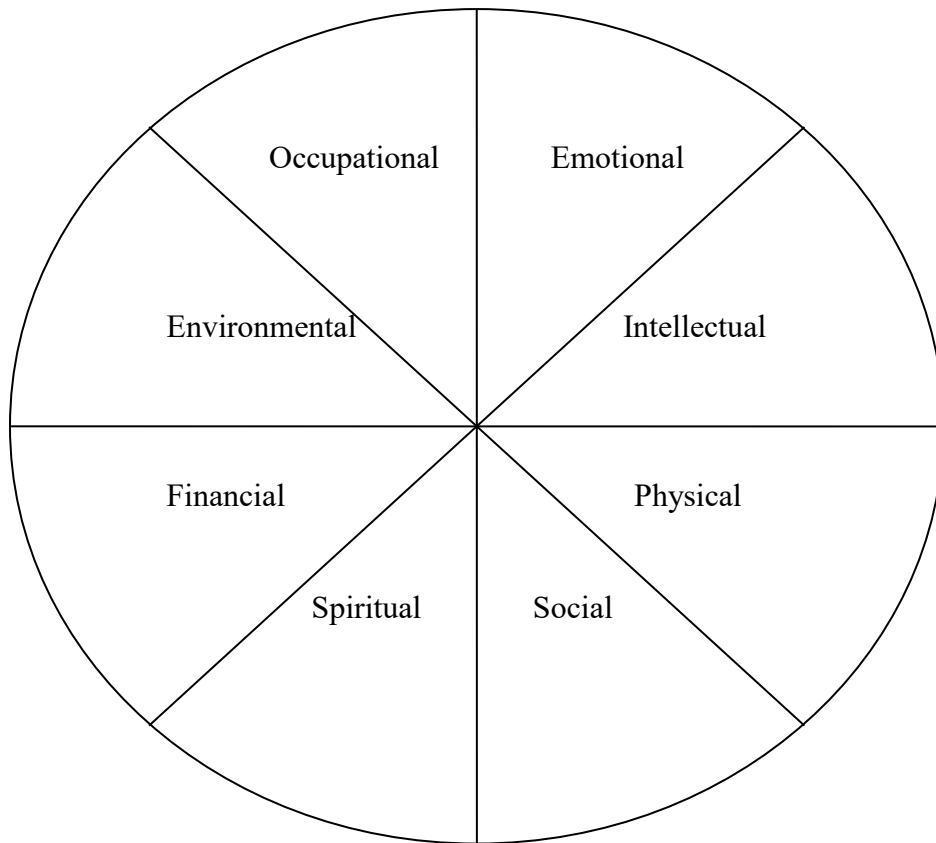 Occupational
Emotional
Environmental
Intellectual
Financial
Physical
Spiritual
Social